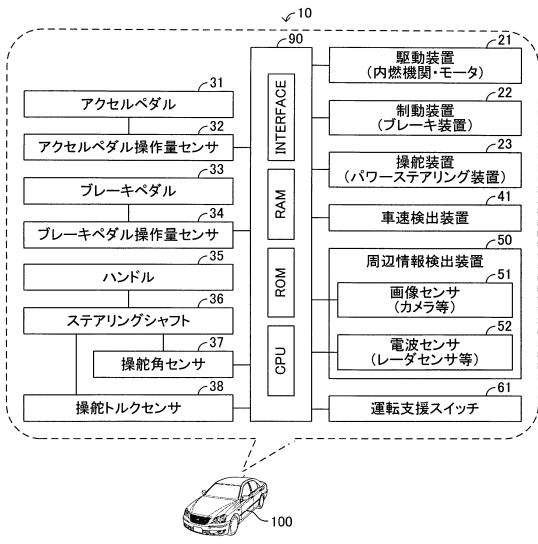 10
90
INTERFACE
RAM
ROM
CPU
31
アクセルペダル
32
アクセルペダル操作量センサ
33
ブレーキペダル
34
ブレーキペダル操作量センサ
35
ハンドル
36
ステアリングシャフト
37
操舵角センサ
38
操舵トルクセンサ
21
駆動装置
(内燃機関・モータ)
22
制動装置
(ブレーキ装置)
23
操舵装置
(パワーステアリング装置)
41
車速検出装置
50
周辺情報検出装置
51
画像センサ
(カメラ等)
52
電波センサ
(レーダセンサ等)
61
運転支援スイッチ
100